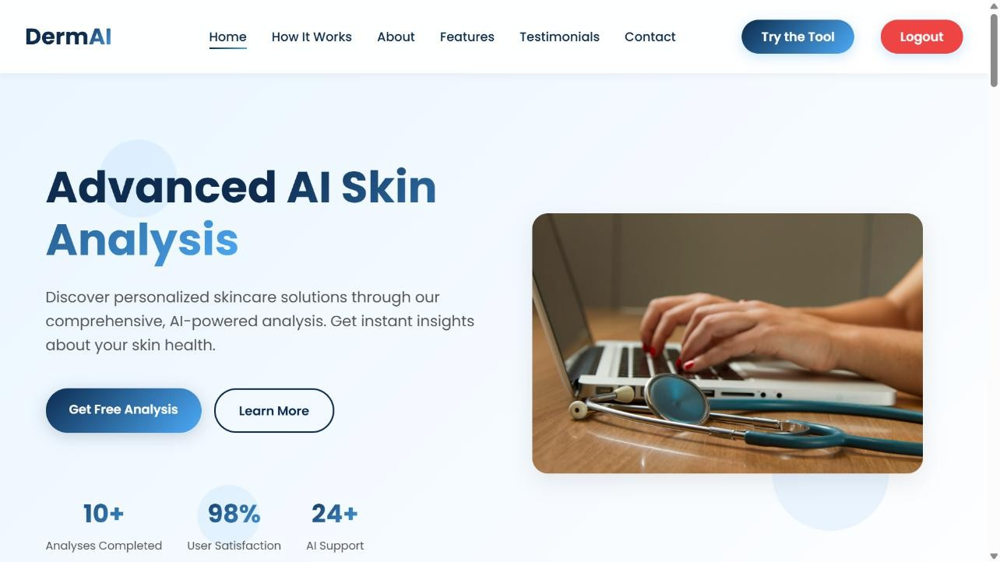 DermAI
Home
How It Works
About
Features
Testimonials
Contact
Try the Tool
Logout
Advanced AI Skin
Analysis
Discover personalized skincare solutions through our
comprehensive, AI-powered analysis. Get instant insights
about your skin health.
Get Free Analysis
Learn More
10+
Analyses Completed
98%
User Satisfaction
24+
AI Support